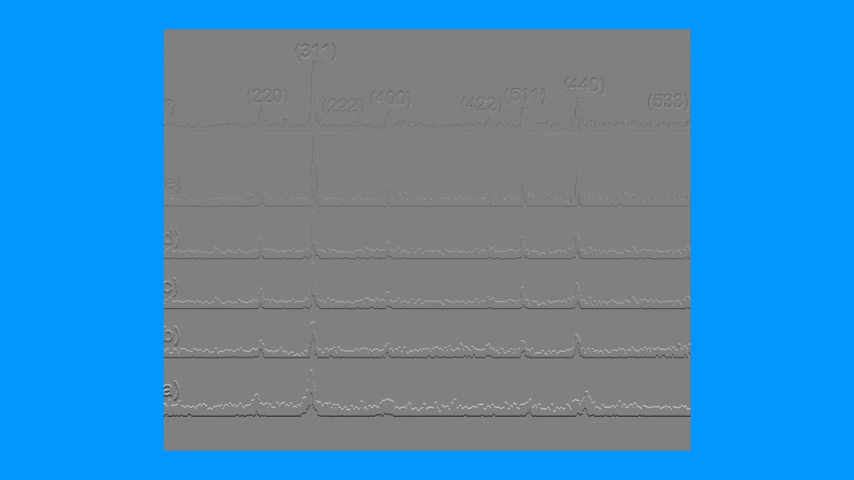 (311)
(220) (222) (400) (422) (511) (440) (533)
e)
d)
c)
b)
a)